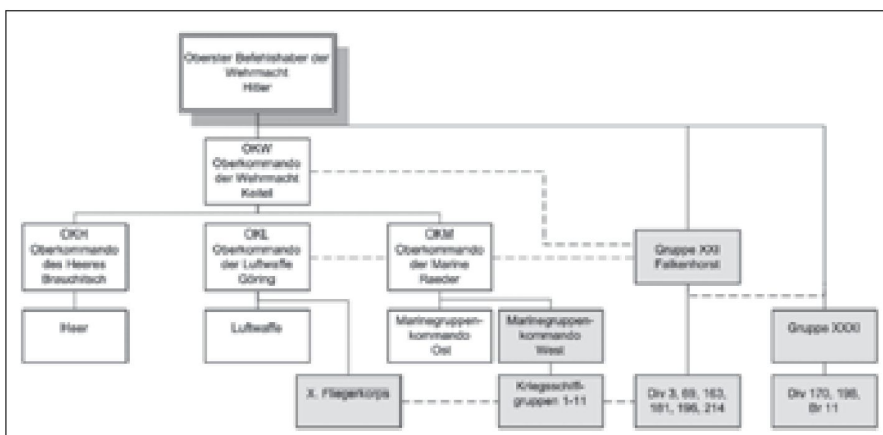 Oberster Befehlshaber der
Wehrmacht
Hitler
OKW
Oberkommando
der Wehrmacht
Keitel
OKH
Oberkommando
des Heeres
Brauchitsch
OKL
Oberkommando
der Luftwaffe
Göring
OKM
Oberkommando
der Marine
Raeder
Gruppe XXI
Falkenhorst
Heer
Luftwaffe
Marinegruppen-
kommando
Ost
Marinegruppen-
kommando
West
Gruppe XXXI
X. Fliegerkorps
Kriegsschiff-
gruppen 1-11
Div 3, 69, 163,
181, 196, 214
Div 170, 198,
Br 11